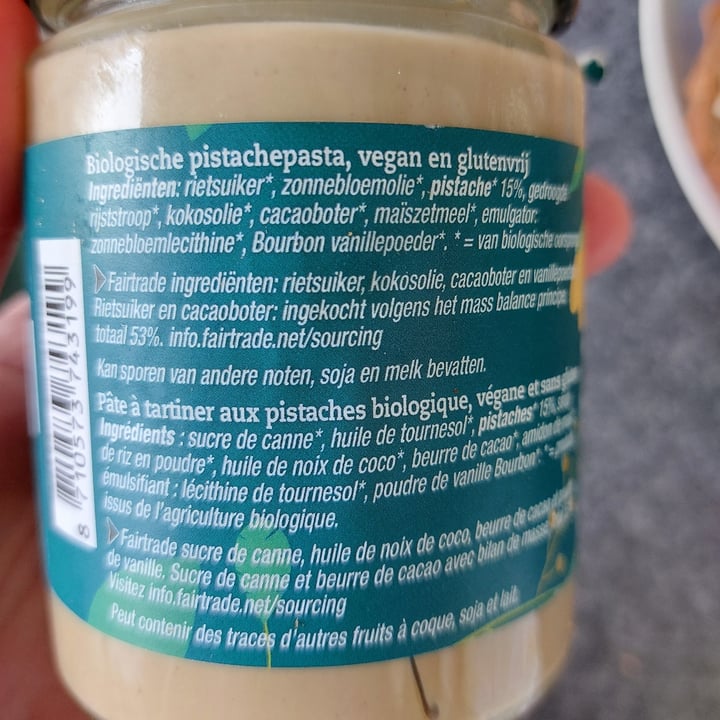 Biologische pistachepasta, vegan en glutenvrij
Ingrediënten: rietsuiker*, zonnebloemolie*, pistache* 15%, gedroogde
rijststroop*, kokosolie*, cacaoboter*, maïszetmeel*, emulgator:
zonnebloemlecithine*, Bourbon vanillepoeder*. * = van biologische
Fairtrade ingrediënten: rietsuiker, kokosolie, cacaoboter en
Rietsuiker en cacaoboter: ingekocht volgens het mass balance principe,
totaal 53%. info.fairtrade.net/sourcing
Kan sporen van andere noten, soja en melk bevatten.
Pâte à tartiner aux pistaches biologique, végane et sans
Ingrédients : sucre de canne*, huile de tournesol*, pistaches* 15%,
de riz en poudre*, huile de noix de coco*, beurre de cacao*, amidon de
émulsifiant : lécithine de tournesol*, poudre de vanille Bourbon*. *=
issus de l'agriculture biologique.
Fairtrade sucre de canne, huile de noix de coco, beurre de cacao
de vanille. Sucre de canne et beurre de cacao avec bilan de masse
Visitez info.fairtrade.net/sourcing
Peut contenir des traces d'autres fruits à coque, soja et lait.
8 710573 743199